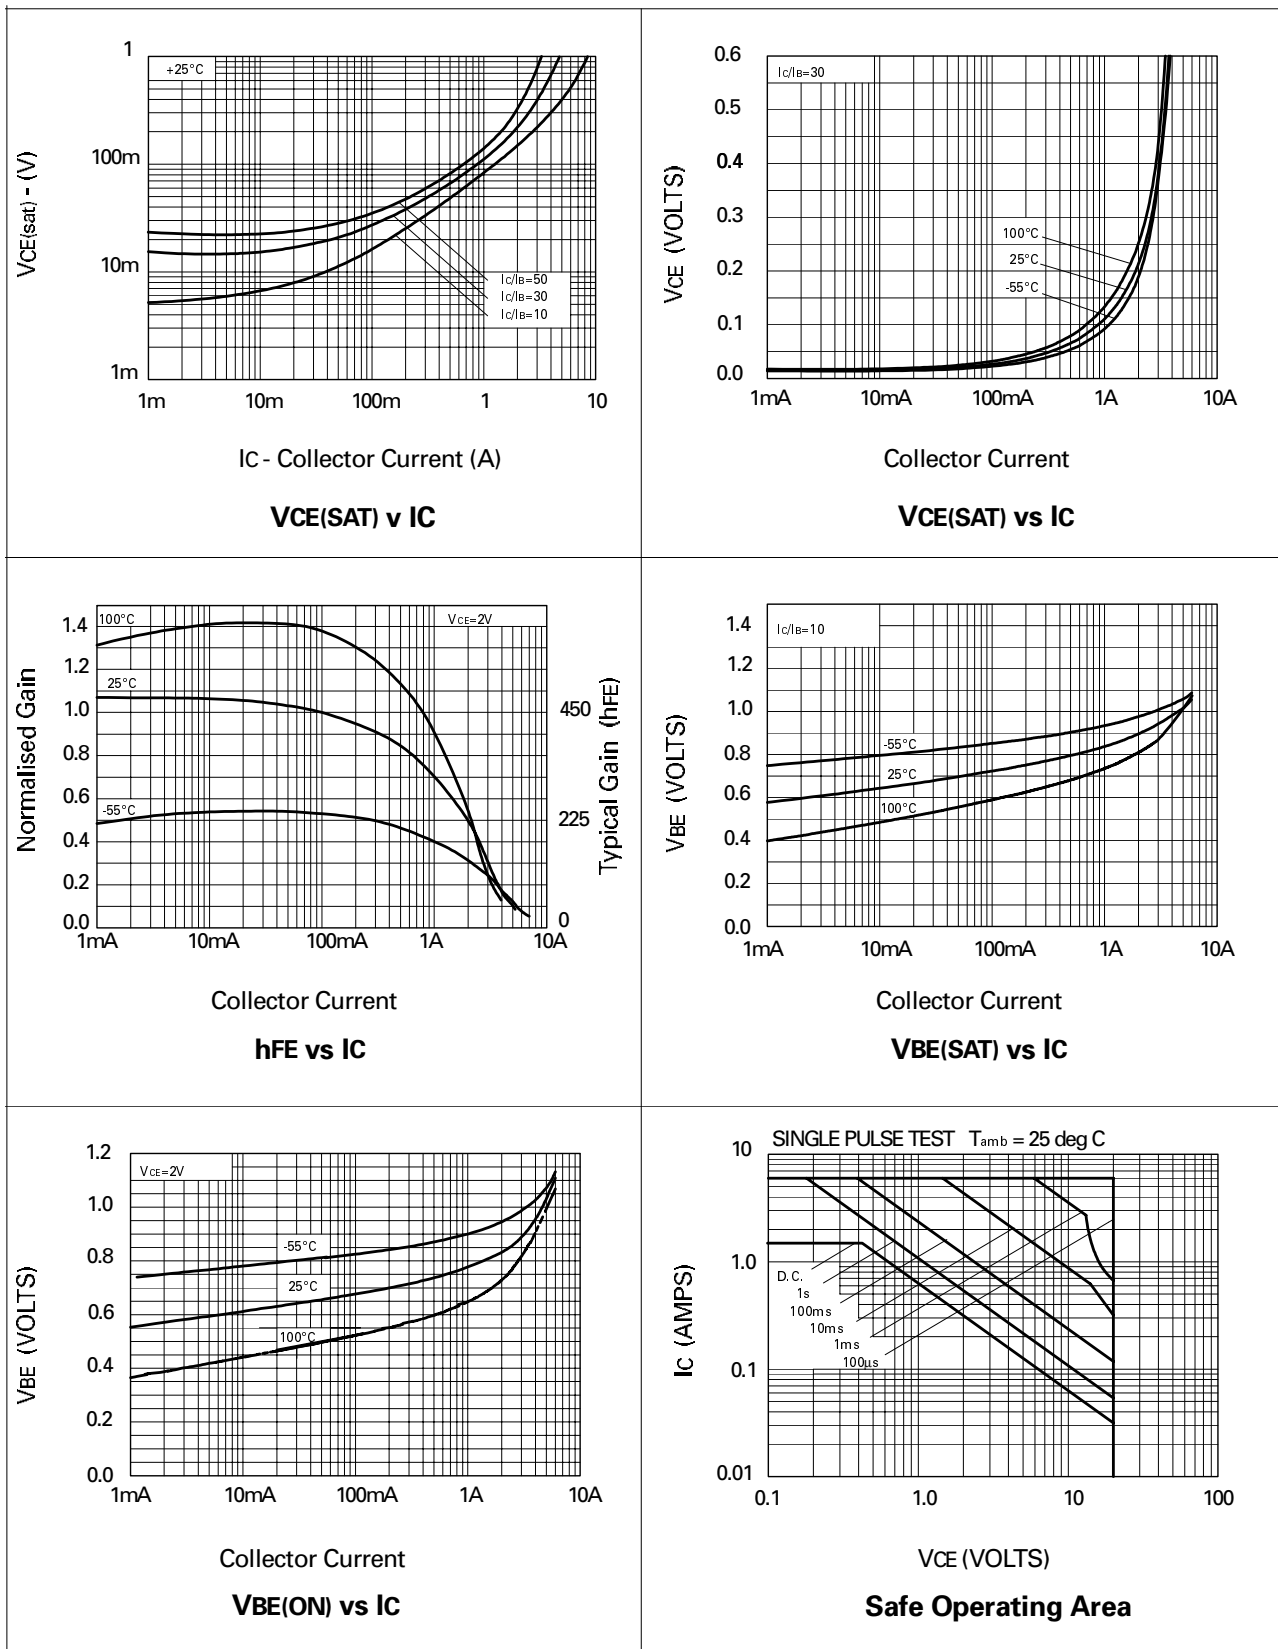 1
100m
10m
1m
+25°C
IC/IB=50
IC/IB=30
IC/IB=10
1m 10m 100m 1 10
VCE(sat) - (V)
IC - Collector Current (A)
VCE(SAT) v IC
0.6
0.5
0.4
0.3
0.2
0.1
0.0
IC/IB=30
100°C
25°C
-55°C
1mA 10mA 100mA 1A 10A
VCE (VOLTS)
Collector Current
VCE(SAT) vs IC
1.4
1.2
1.0
0.8
0.6
0.4
0.2
0.0
100°C
VCE=2V
25°C
-55°C
450
225
0
1mA 10mA 100mA 1A 10A
Normalised Gain
Typical Gain (hFE)
Collector Current
hFE vs IC
1.4
1.2
1.0
0.8
0.6
0.4
0.2
0.0
IC/IB=10
-55°C
25°C
100°C
1mA 10mA 100mA 1A 10A
VBE (VOLTS)
Collector Current
VBE(SAT) vs IC
1.2
1.0
0.8
0.6
0.4
0.2
0.0
VCE=2V
-55°C
25°C
100°C
1mA 10mA 100mA 1A 10A
VBE (VOLTS)
Collector Current
VBE(ON) vs IC
SINGLE PULSE TEST Tamb = 25 deg C
10
1.0
0.1
0.01
D.C.
1s
100ms
10ms
1ms
100µs
0.1 1.0 10 100
IC (AMPS)
VCE (VOLTS)
Safe Operating Area